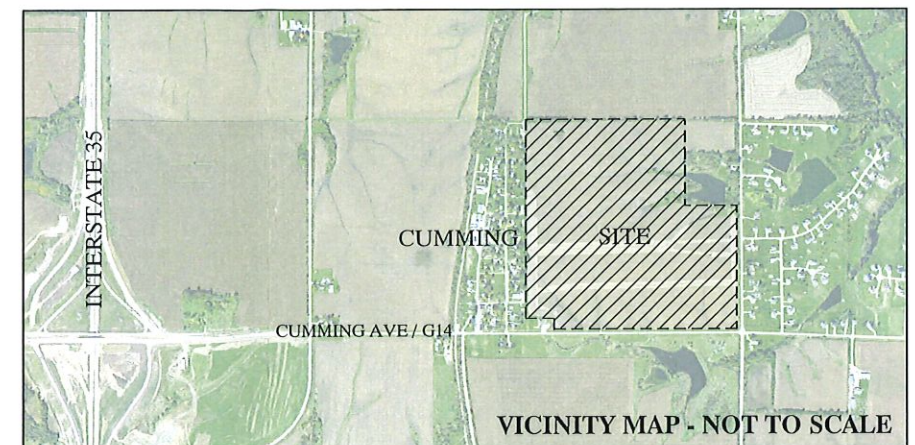 INTERSTATE 35
CUMMING
SITE
CUMMING AVE / G14
VICINITY MAP - NOT TO SCALE